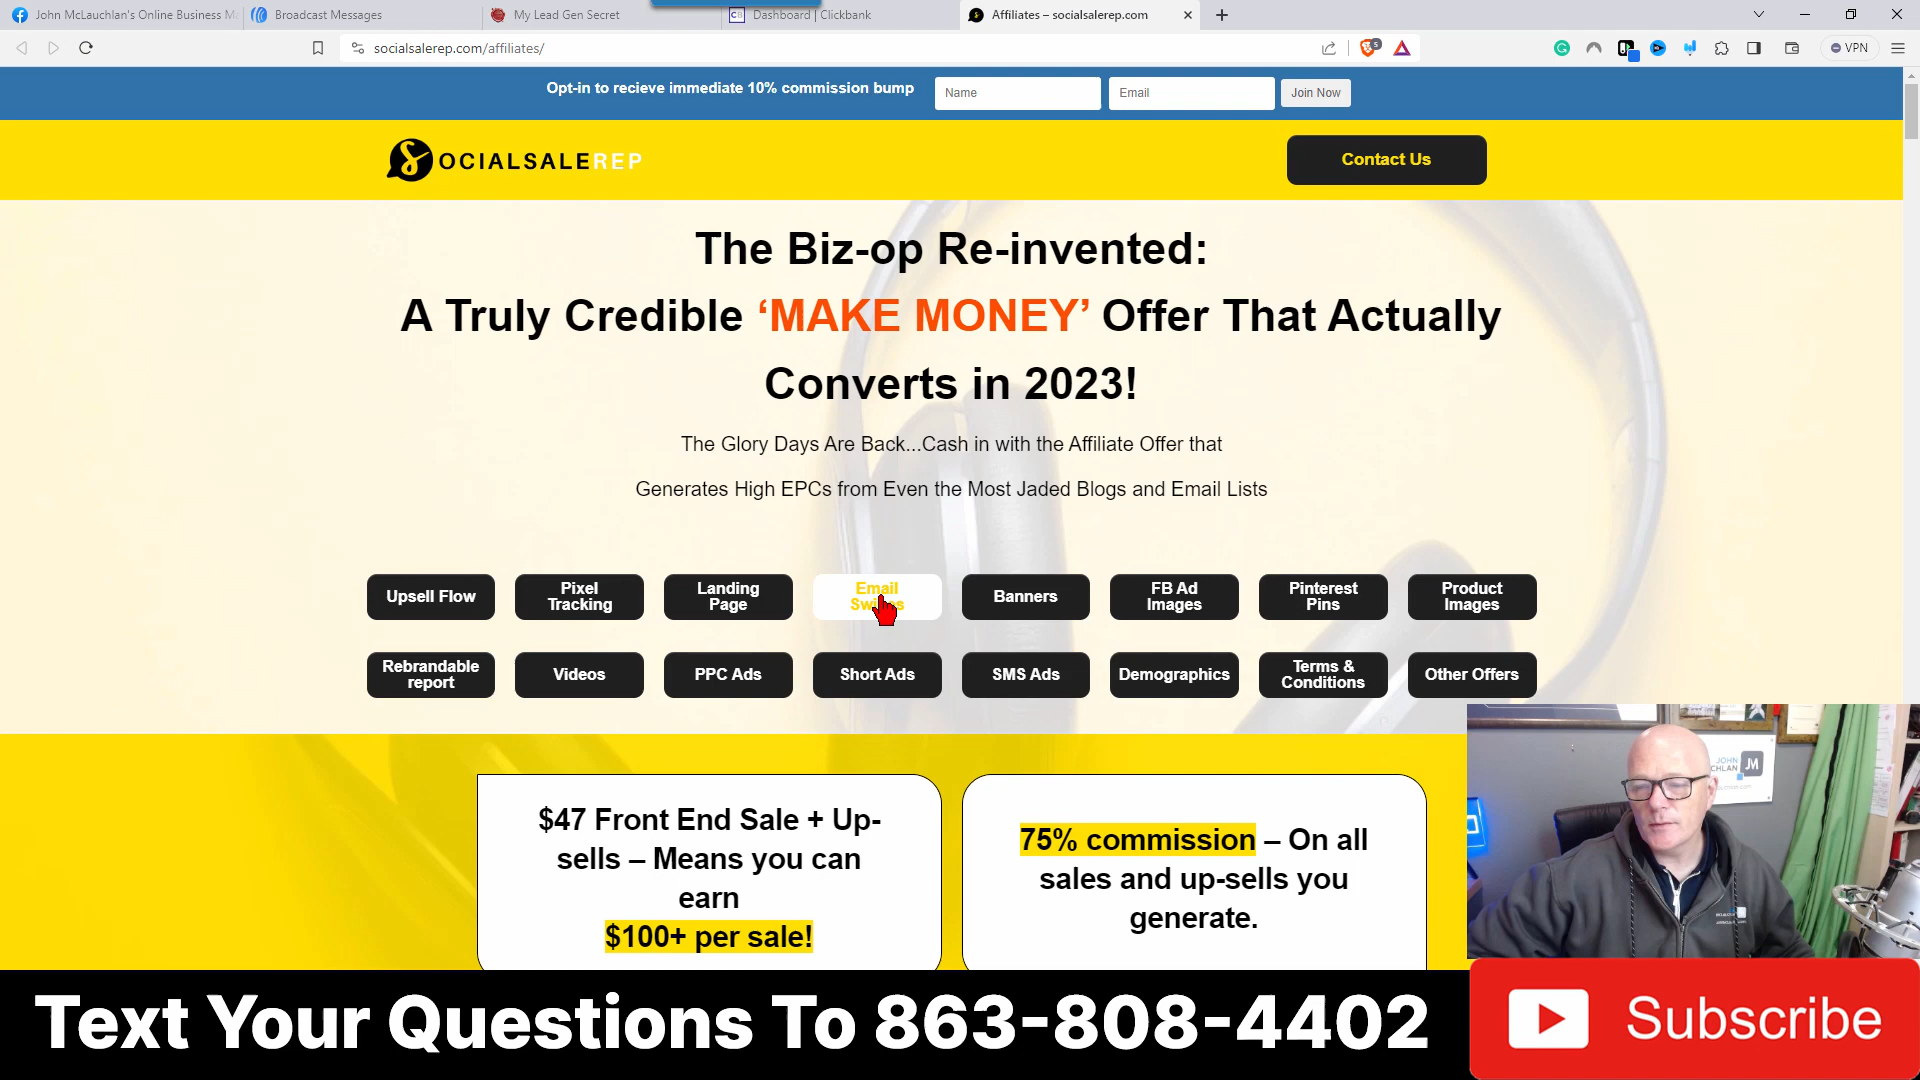 John McLauchlan's Online Business Ma
Broadcast Messages
My Lead Gen Secret
Dashboard | Clickbank
Affiliates – socialsalerep.com
socialsalerep.com/affiliates/
VPN
Opt-in to recieve immediate 10% commission bump
Name
Email
Join Now
OCIALSALEREP
Contact Us
The Biz-op Re-invented:
A Truly Credible ‘MAKE MONEY’ Offer That Actually
Converts in 2023!
The Glory Days Are Back...Cash in with the Affiliate Offer that
Generates High EPCs from Even the Most Jaded Blogs and Email Lists
Upsell Flow
Pixel
Tracking
Landing
Page
Email
Banners
FB Ad
Images
Pinterest
Pins
Product
Images
Rebrandable
report
Videos
PPC Ads
Short Ads
SMS Ads
Demographics
Terms &
Conditions
Other Offers
$47 Front End Sale + Up-
sells – Means you can
earn
$100+ per sale!
75% commission – On all
sales and up-sells you
generate.
JOHN
CHLAN
JM
Text Your Questions To 863-808-4402
Subscribe